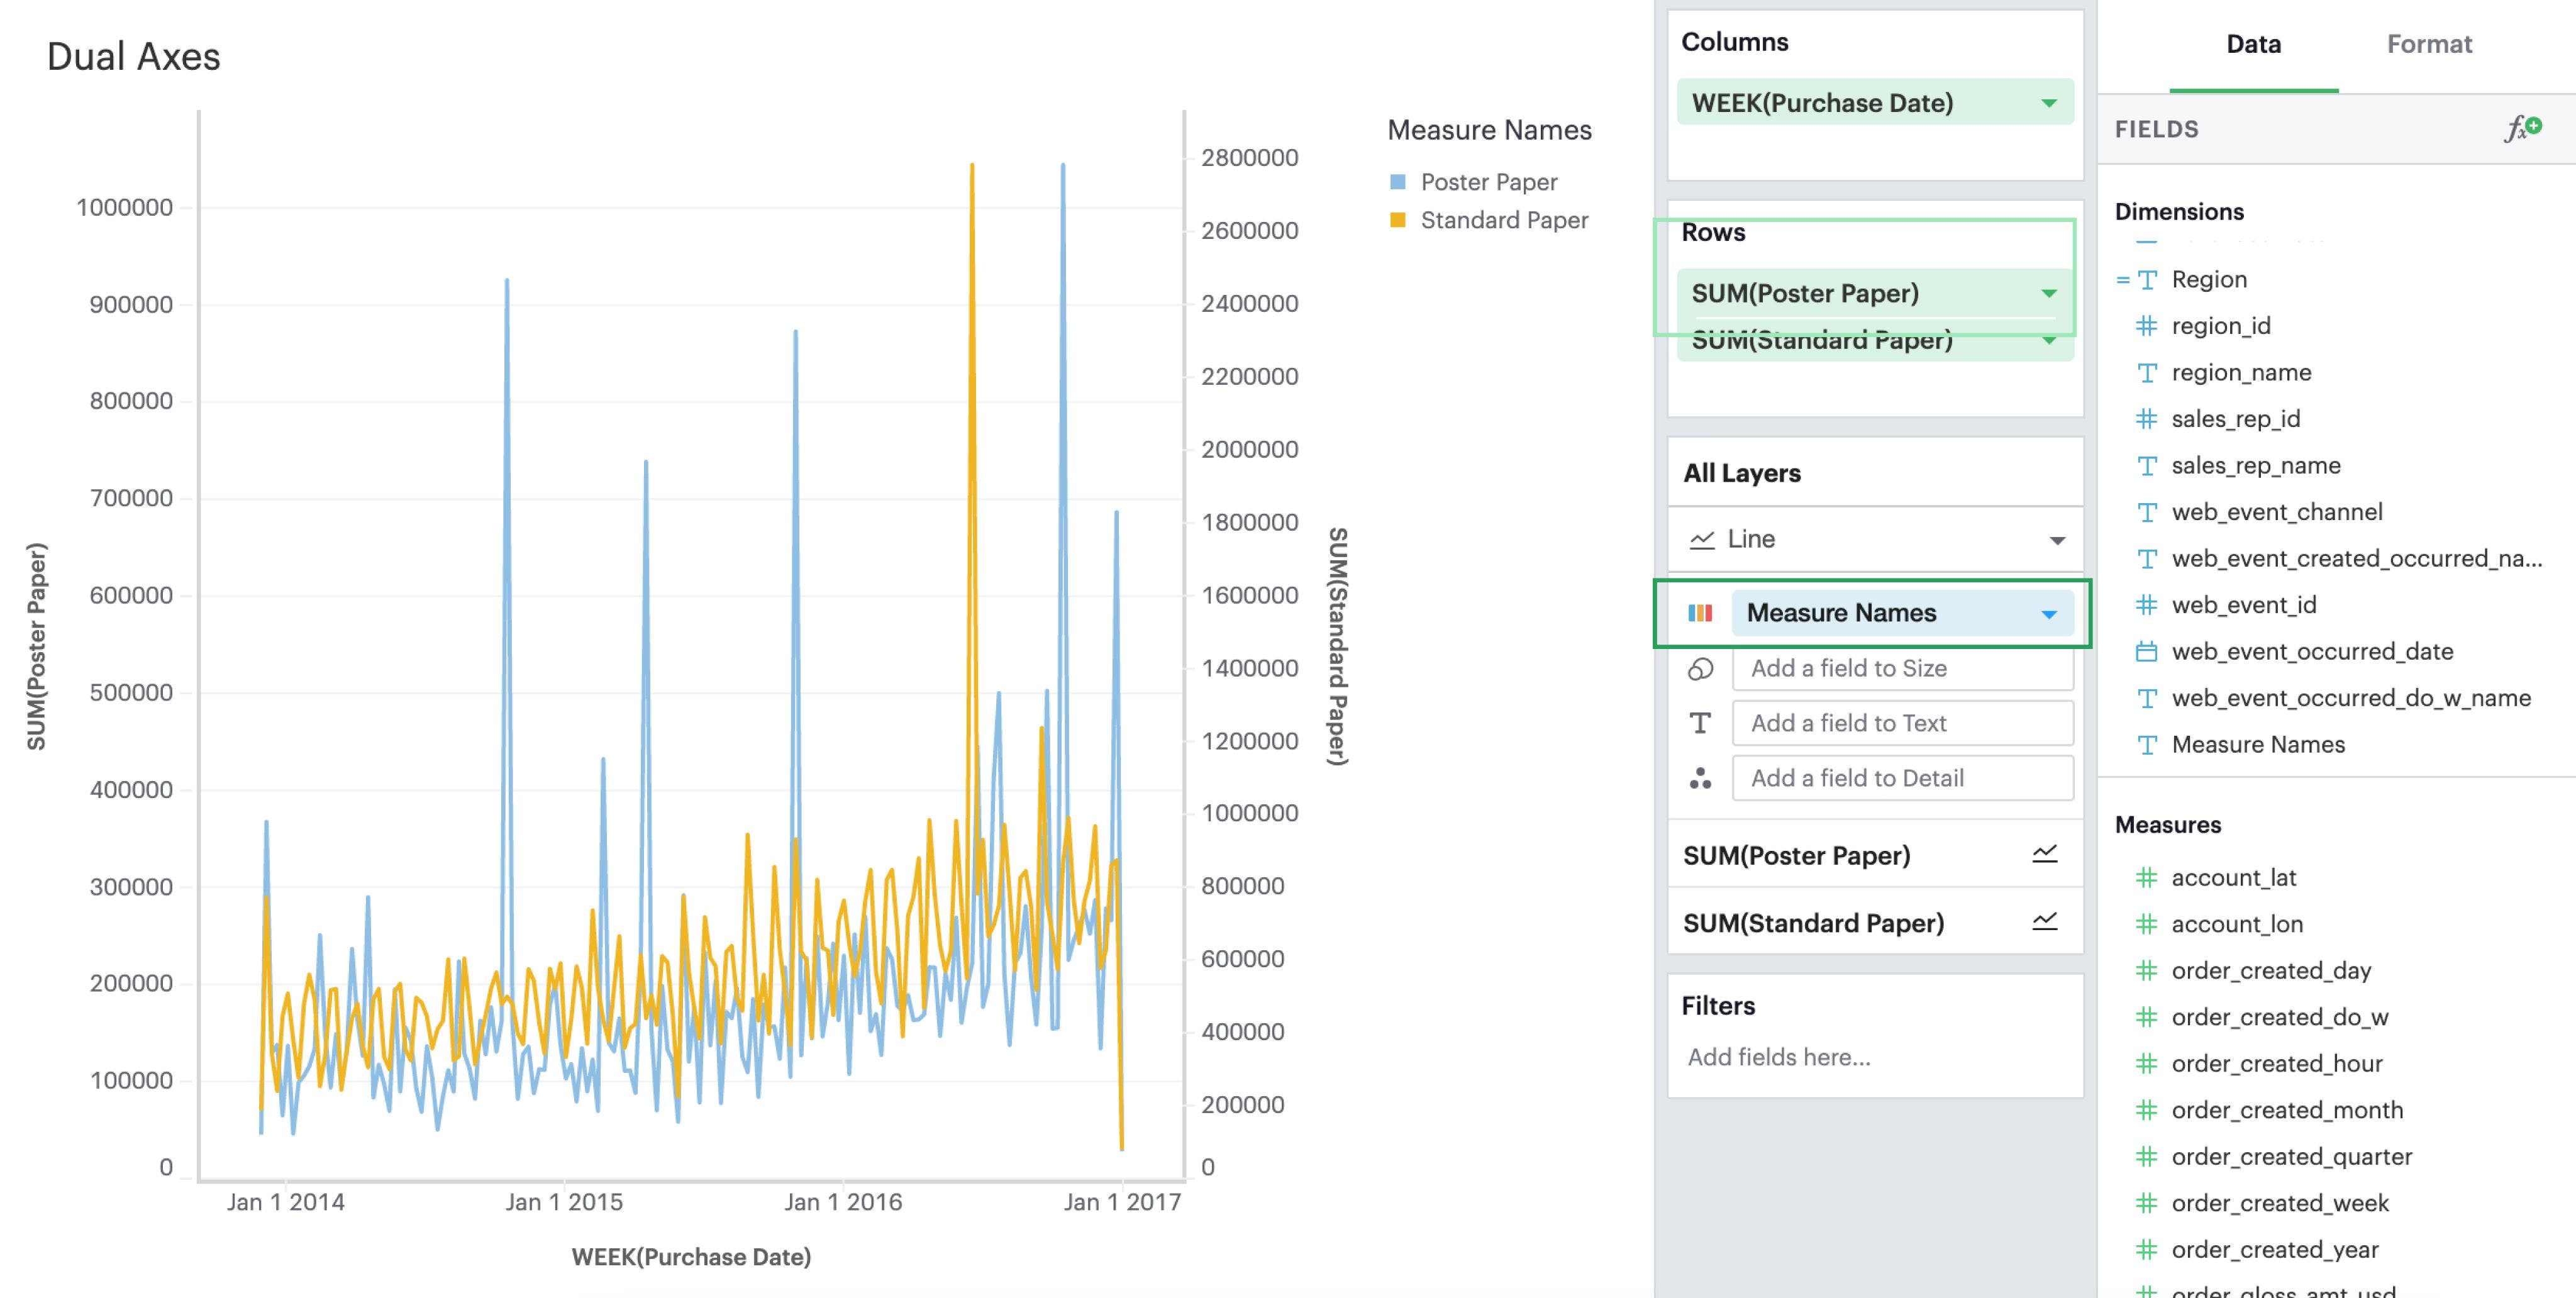 Dual Axes
1000000
900000
800000
700000
600000
500000
400000
300000
200000
100000
0
SUM(Poster Paper)
2800000
2600000
2400000
2200000
2000000
1800000
1600000
1400000
1200000
1000000
800000
600000
400000
200000
0
SUM(Standard Paper)
Jan 1 2014
Jan 1 2015
Jan 1 2016
Jan 1 2017
WEEK(Purchase Date)
Measure Names
Poster Paper
Standard Paper
Columns
WEEK(Purchase Date)
Rows
SUM(Poster Paper)
SUM(Standard Paper)
All Layers
Line
Measure Names
Add a field to Size
Add a field to Text
Add a field to Detail
SUM(Poster Paper)
SUM(Standard Paper)
Filters
Add fields here...
Data
Format
FIELDS
fx
Dimensions
= T Region
# region_id
T region_name
# sales_rep_id
T sales_rep_name
T web_event_channel
T web_event_created_occurred_na...
# web_event_id
web_event_occurred_date
T web_event_occurred_do_w_name
T Measure Names
Measures
# account_lat
# account_lon
# order_created_day
# order_created_do_w
# order_created_hour
# order_created_month
# order_created_quarter
# order_created_week
# order_created_year
# order_gloss_amt_usd